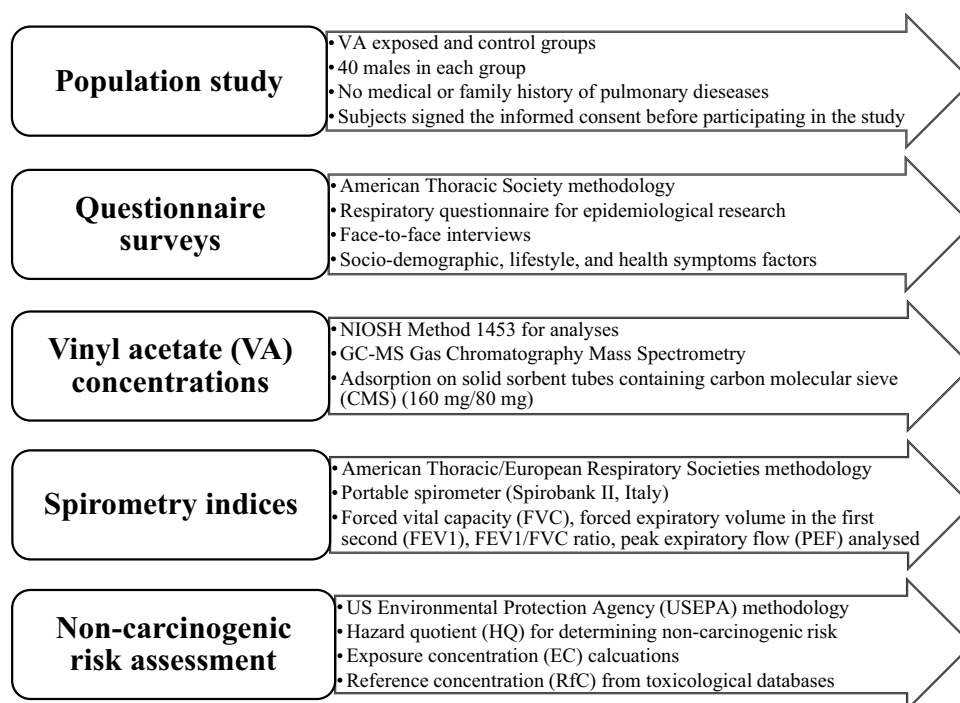 Population study
• VA exposed and control groups
• 40 males in each group
• No medical or family history of pulmonary dieseases
• Subjects signed the informed consent before participating in the study
Questionnaire
surveys
• American Thoracic Society methodology
• Respiratory questionnaire for epidemiological research
• Face-to-face interviews
• Socio-demographic, lifestyle, and health symptoms factors
Vinyl acetate (VA)
concentrations
• NIOSH Method 1453 for analyses
• GC-MS Gas Chromatography Mass Spectrometry
• Adsorption on solid sorbent tubes containing carbon molecular sieve
(CMS) (160 mg/80 mg)
Spirometry indices
• American Thoracic/European Respiratory Societies methodology
• Portable spirometer (Spirobank II, Italy)
• Forced vital capacity (FVC), forced expiratory volume in the first
second (FEV1), FEV1/FVC ratio, peak expiratory flow (PEF) analysed
Non-carcinogenic
risk assessment
• US Environmental Protection Agency (USEPA) methodology
• Hazard quotient (HQ) for determining non-carcinogenic risk
• Exposure concentration (EC) calcuations
• Reference concentration (RfC) from toxicological databases